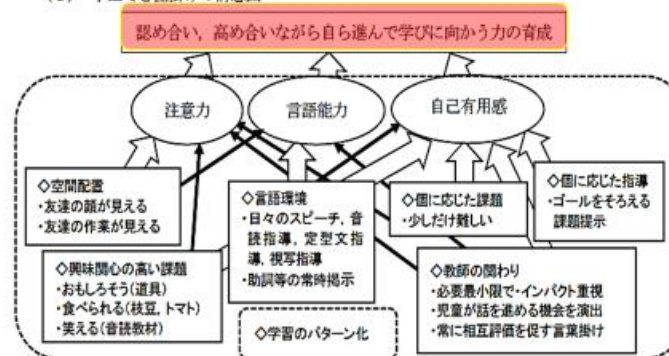 認め合い，高め合いながら自ら進んで学びに向かう力の育成
注意力
言語能力
自己有用感
◇空間配置
・友達の顔が見える
・友達の作業が見える
◇言語環境
・日々のスピーチ，音
読指導，定型文指
導，視写指導
・助詞等の常時掲示
◇個に応じた課題
・少しだけ難しい
◇個に応じた指導
・ゴールをそろえる
課題提示
◇興味関心の高い課題
・おもしろそう(道具)
・食べられる(枝豆，トマト)
・笑える(音読教材)
◇学習のパターン化
◇教師の関わり
・必要最小限で・インパクト重視
・児童が話を進める機会を演出
・常に相互評価を促す言葉掛け